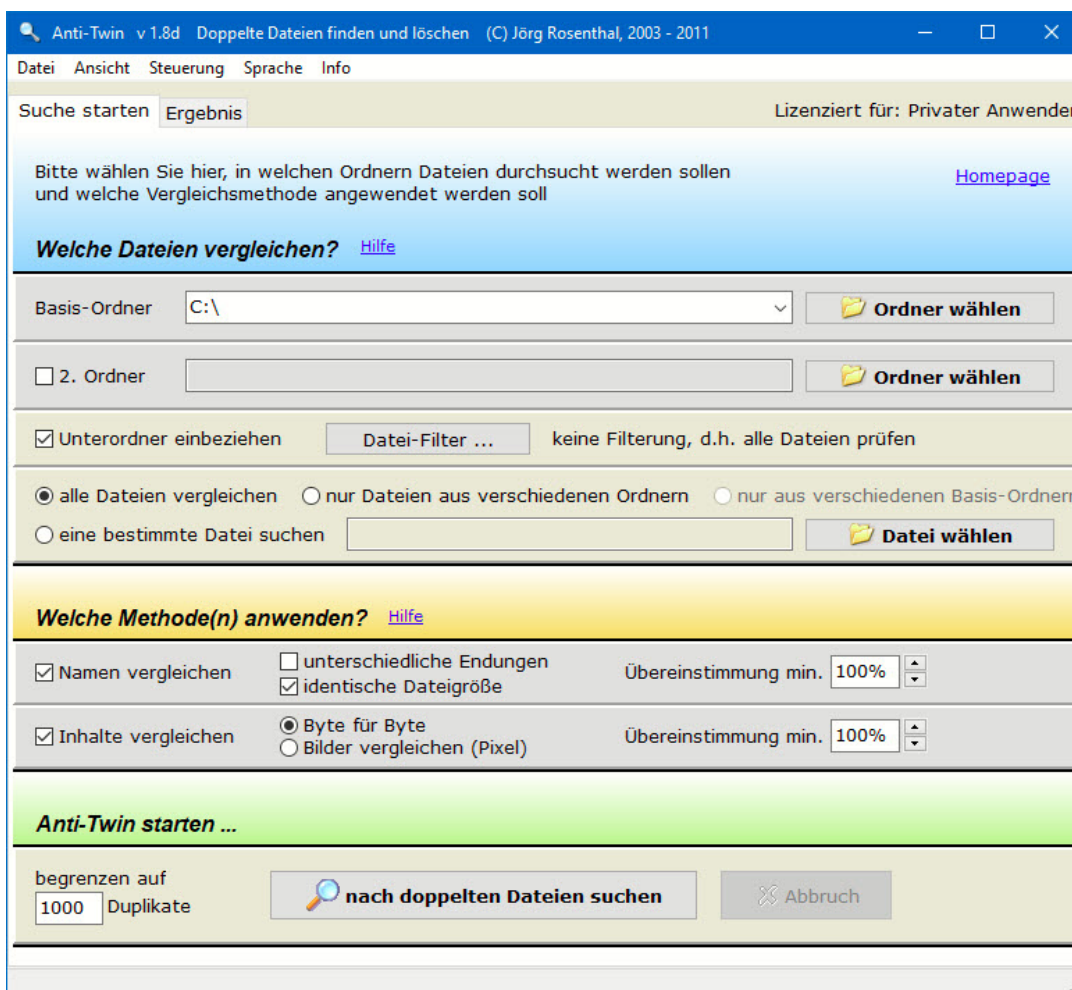 Anti-Twin v 1.8d Doppelte Dateien finden und löschen (C) Jörg Rosenthal, 2003 - 2011
Datei Ansicht Steuerung Sprache Info
Suche starten Ergebnis Lizenziert für: Privater Anwender
Bitte wählen Sie hier, in welchen Ordnern Dateien durchsucht werden sollen
und welche Vergleichsmethode angewendet werden soll
Homepage
Welche Dateien vergleichen? Hilfe
Basis-Ordner C:\ Ordner wählen
2. Ordner Ordner wählen
Unterordner einbeziehen Datei-Filter ... keine Filterung, d.h. alle Dateien prüfen
alle Dateien vergleichen nur Dateien aus verschiedenen Ordnern nur aus verschiedenen Basis-Ordnern
eine bestimmte Datei suchen Datei wählen
Welche Methode(n) anwenden? Hilfe
Namen vergleichen
unterschiedliche Endungen
identische Dateigröße
Übereinstimmung min. 100%
Inhalte vergleichen
Byte für Byte
Bilder vergleichen (Pixel)
Übereinstimmung min. 100%
Anti-Twin starten ...
begrenzen auf
1000 Duplikate
nach doppelten Dateien suchen
Abbruch